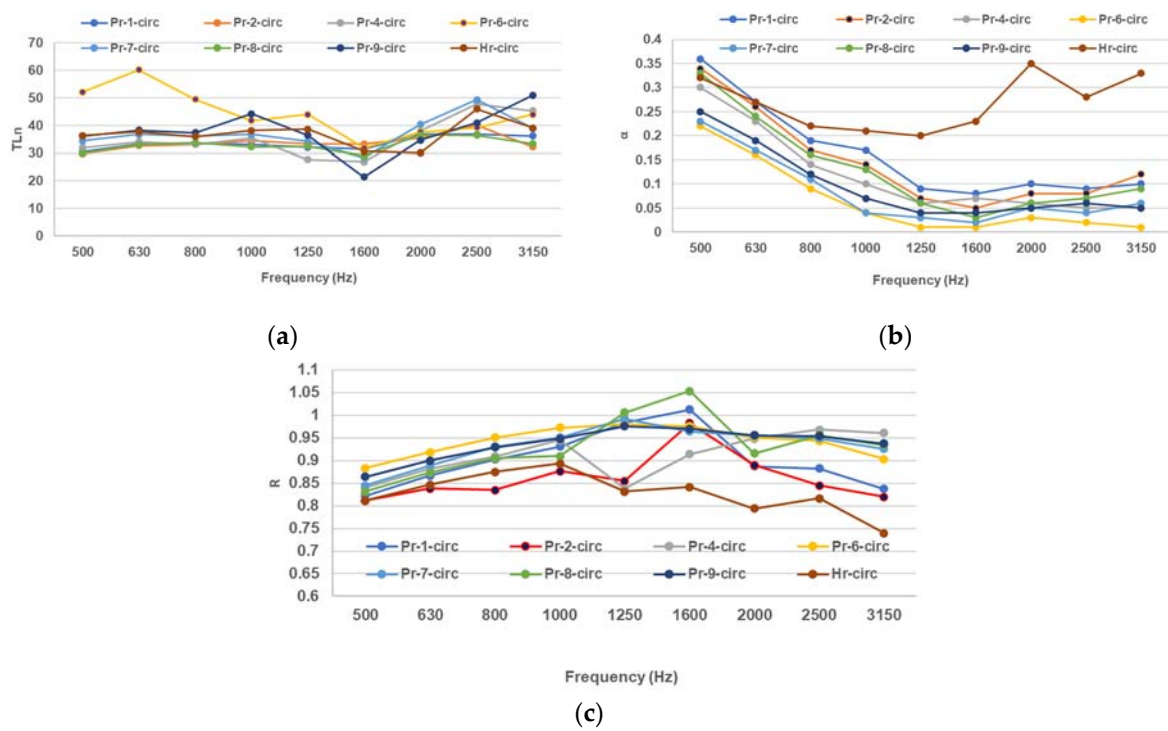 Pr-1-circ Pr-2-circ Pr-4-circ Pr-6-circ
Pr-7-circ Pr-8-circ Pr-9-circ Hr-circ
70
60
50
40
30
20
10
0
TLn
500 630 800 1000 1250 1600 2000 2500 3150
Frequency (Hz)
(a)
Pr-1-circ Pr-2-circ Pr-4-circ Pr-6-circ
Pr-7-circ Pr-8-circ Pr-9-circ Hr-circ
0.4
0.35
0.3
0.25
0.2
0.15
0.1
0.05
0
α
500 630 800 1000 1250 1600 2000 2500 3150
Frequency (Hz)
(b)
1.1
1.05
1
0.95
0.9
0.85
0.8
0.75
0.7
0.65
0.6
R
Pr-1-circ Pr-2-circ Pr-4-circ Pr-6-circ
Pr-7-circ Pr-8-circ Pr-9-circ Hr-circ
500 630 800 1000 1250 1600 2000 2500 3150
Frequency (Hz)
(c)